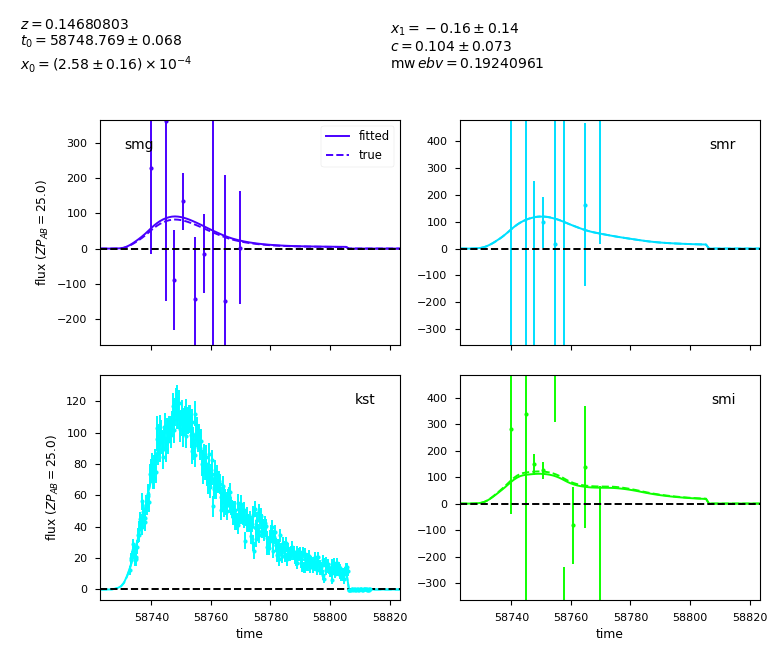 z = 0.14680803
t₀ = 58748.769 ± 0.068
x₀ = (2.58 ± 0.16) × 10⁻⁴
x₁ = −0.16 ± 0.14
c = 0.104 ± 0.073
mw ebv = 0.19240961
smg
fitted
true
300
200
100
0
−100
−200
flux (ZP_AB = 25.0)
smr
400
300
200
100
0
−100
−200
−300
kst
120
100
80
60
40
20
0
flux (ZP_AB = 25.0)
58740 58760 58780 58800 58820
time
smi
400
300
200
100
0
−100
−200
−300
58740 58760 58780 58800 58820
time